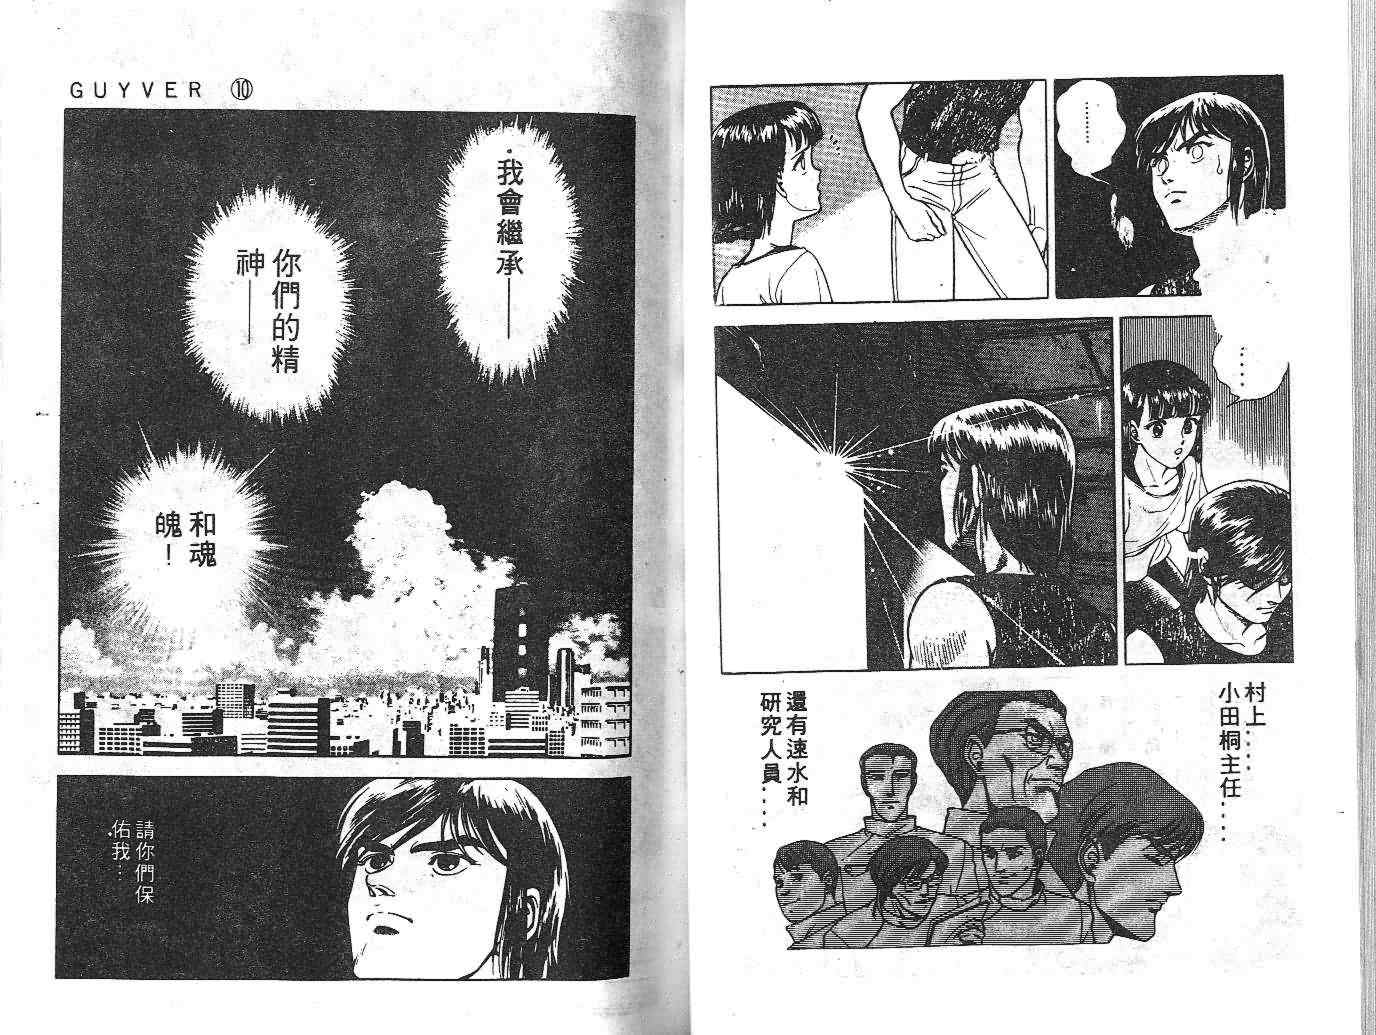 ………
……
村上……
小田桐主任……
還有速水和
研究人員……
GUYVER ⑩
我會繼承——
你們的精
神——
和魂
魄！
請你們保
佑我…